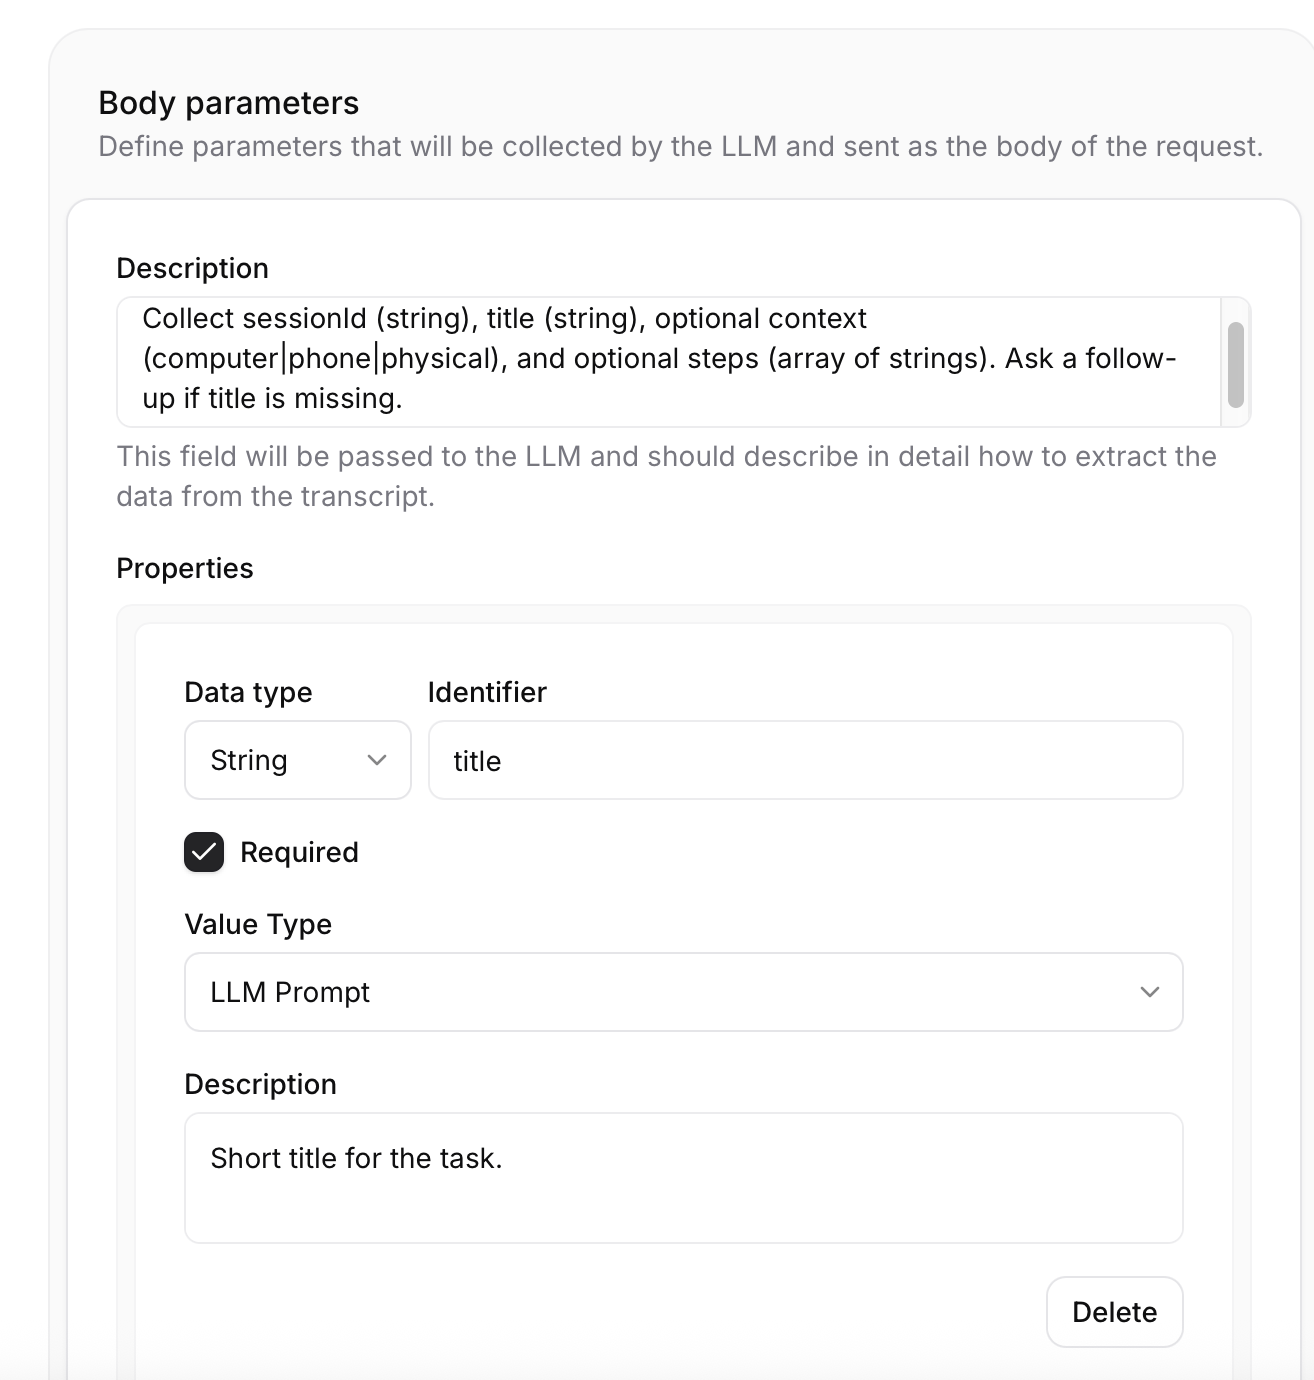 Body parameters
Define parameters that will be collected by the LLM and sent as the body of the request.
Description
Collect sessionId (string), title (string), optional context
(computer|phone|physical), and optional steps (array of strings). Ask a follow-
up if title is missing.
This field will be passed to the LLM and should describe in detail how to extract the
data from the transcript.
Properties
Data type Identifier
String title
Required
Value Type
LLM Prompt
Description
Short title for the task.
Delete